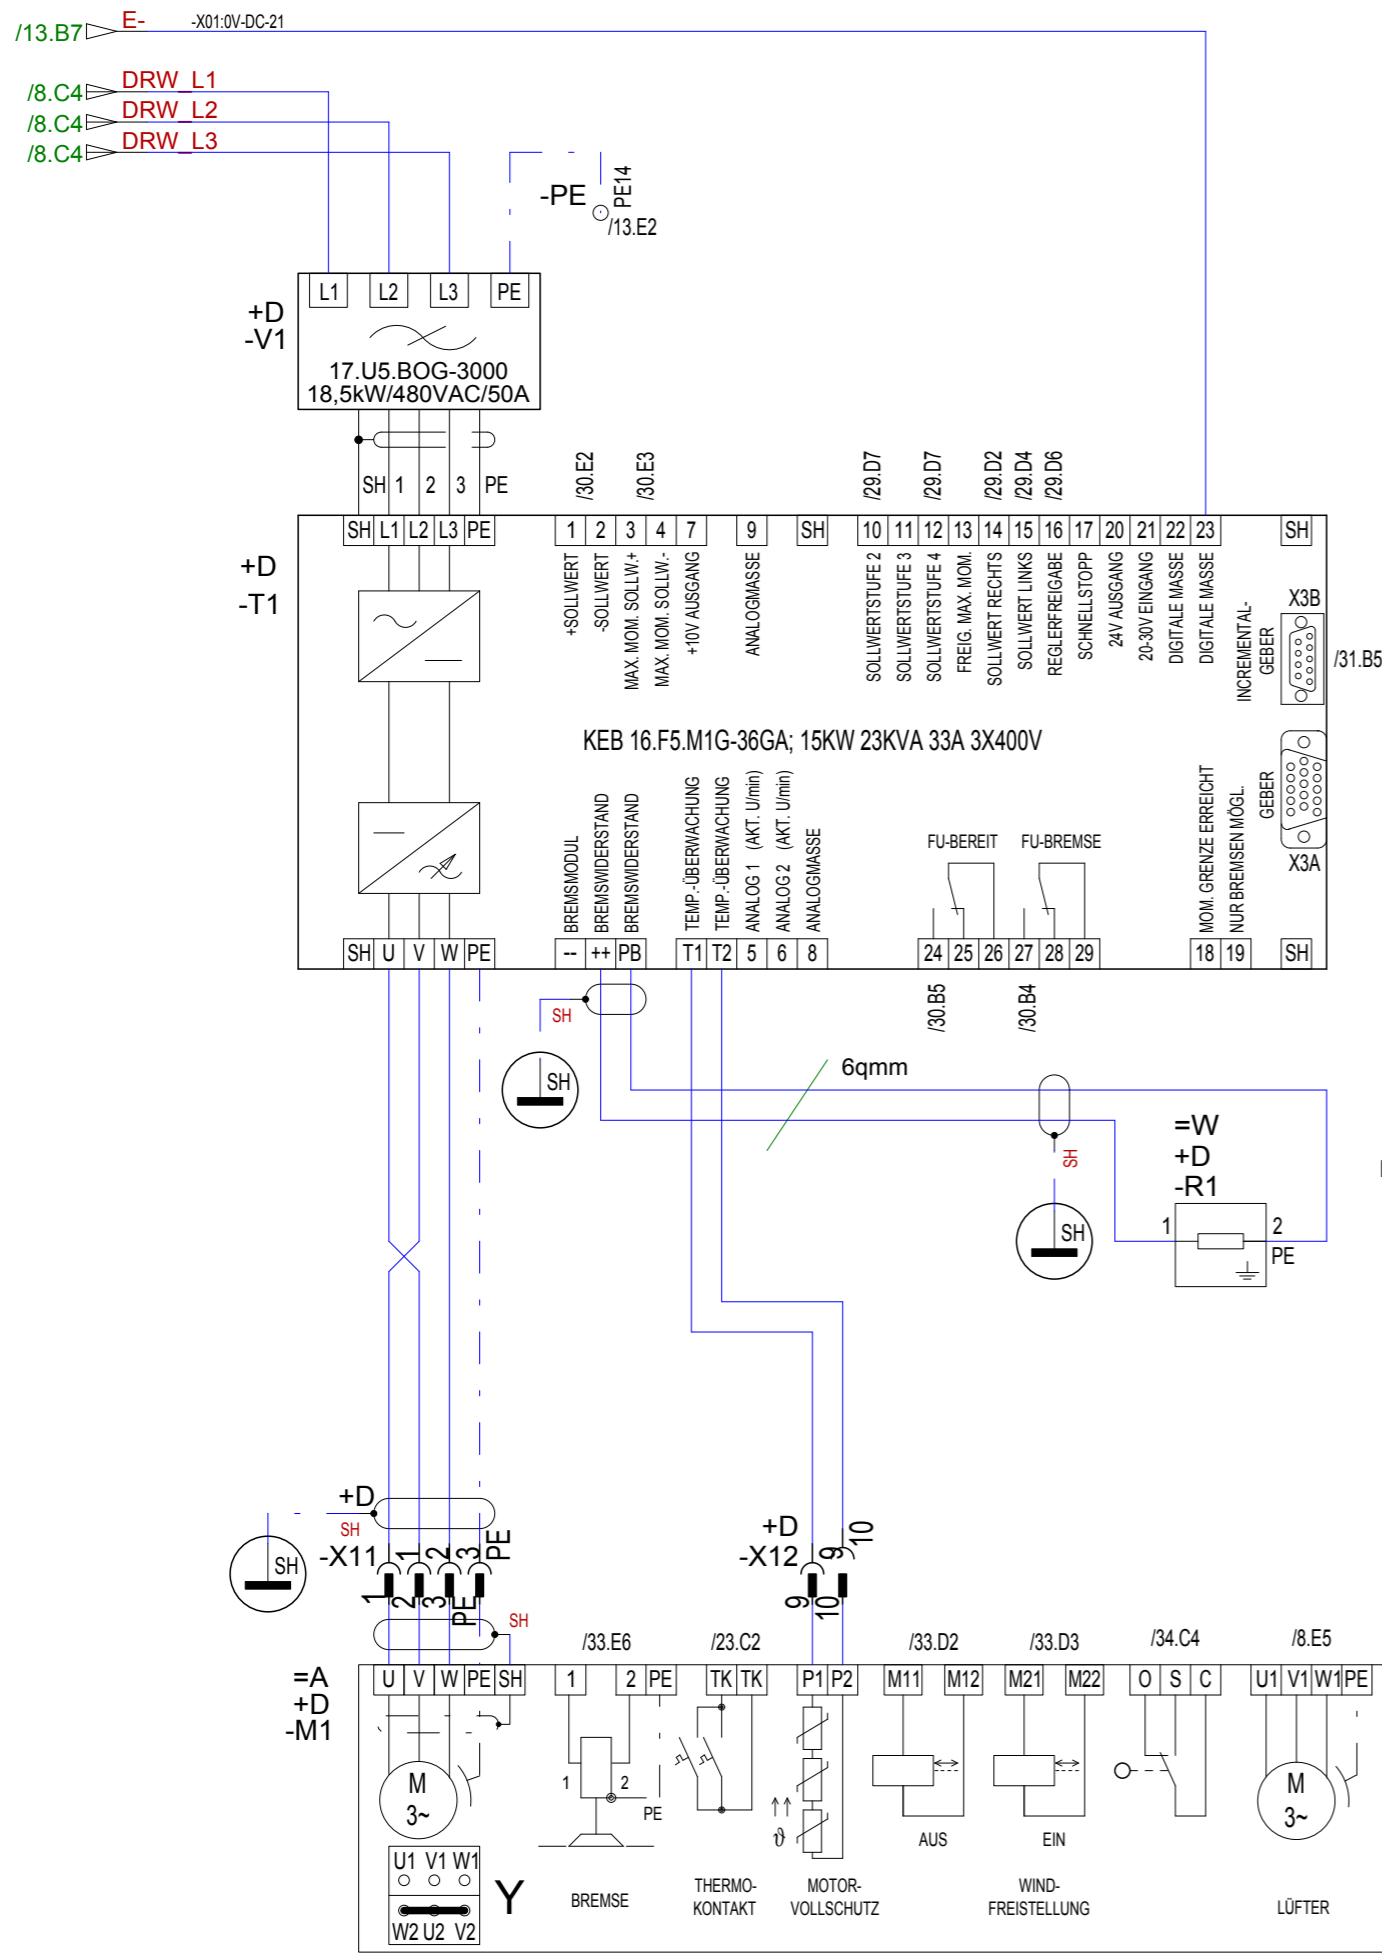 E- -X01:0V-DC-21
/13.B7
DRW_L1
/8.C4
DRW_L2
/8.C4
DRW_L3
/8.C4
-PE
PE14
/13.E2
L1 L2 L3 PE
+D
-V1
17.U5.BOG-3000
18,5kW/480VAC/50A
SH 1 2 3 PE
/30.E2
/30.E3
/29.D7
/29.D7
/29.D2
/29.D4
/29.D6
SH L1 L2 L3 PE
1 2 3 4 7 9 SH
10 11 12 13 14 15 16 17 20 21 22 23 SH
+D
-T1
+SOLLWERT
-SOLLWERT
MAX. MOM. SOLLW.+
MAX. MOM. SOLLW.-
+10V AUSGANG
ANALOGMASSE
SOLLWERTSTUFE 2
SOLLWERTSTUFE 3
SOLLWERTSTUFE 4
FREIG. MAX. MOM.
SOLLWERT RECHTS
SOLLWERT LINKS
REGLERFREIGABE
SCHNELLSTOPP
24V AUSGANG
20-30V EINGANG
DIGITALE MASSE
DIGITALE MASSE
INCREMENTAL-
GEBER
X3B
/31.B5
KEB 16.F5.M1G-36GA; 15KW 23KVA 33A 3X400V
BREMSMODUL
BREMSWIDERSTAND
BREMSWIDERSTAND
TEMP.-ÜBERWACHUNG
TEMP.-ÜBERWACHUNG
ANALOG 1 (AKT. U/min)
ANALOG 2 (AKT. U/min)
ANALOGMASSE
FU-BEREIT
FU-BREMSE
MOM. GRENZE ERREICHT
NUR BREMSEN MÖGL.
GEBER
X3A
SH U V W PE
-- ++ PB
T1 T2 5 6 8
24 25 26 27 28 29
18 19 SH
/30.B5
/30.B4
SH
SH
6qmm
SH
SH
=W
+D
-R1
1 2
PE
+D
SH
-X11
SH
1 2 3 PE
1 2 3 PE
+D
-X12
9 10
9 10
SH
/33.E6
/23.C2
/33.D2
/33.D3
/34.C4
/8.E5
=A
+D
-M1
U V W PE SH
1 2 PE
TK TK
P1 P2
M11 M12
M21 M22
O S C
U1 V1 W1 PE
M
3~
1 2
PE
ϑ
M
3~
AUS
EIN
U1 V1 W1
W2 U2 V2
Y
BREMSE
THERMO-
KONTAKT
MOTOR-
VOLLSCHUTZ
WIND-
FREISTELLUNG
LÜFTER